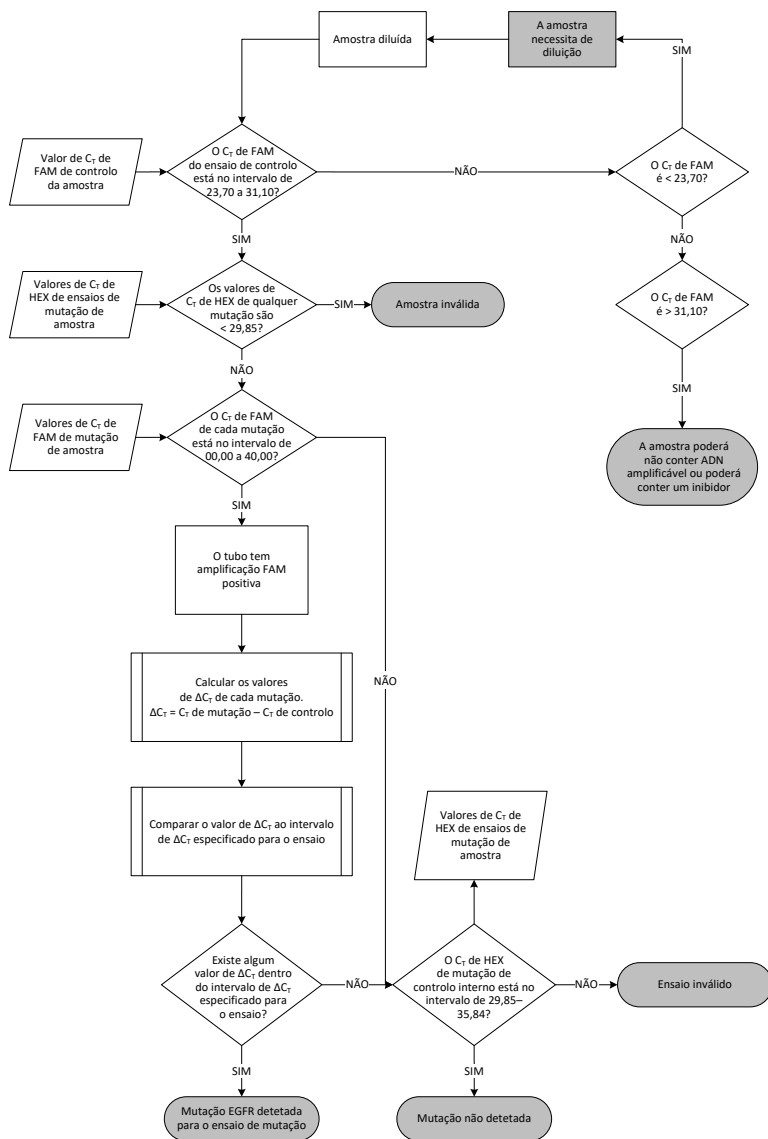 Amostra diluída
A amostra
necessita de
diluição
SIM
Valor de CT de
FAM de controlo
da amostra
O CT de FAM
do ensaio de controlo
está no intervalo de
23,70 a 31,10?
NÃO
O CT de FAM
é < 23,70?
SIM
NÃO
Valores de CT de
HEX de ensaios de
mutação de
amostra
Os valores de
CT de HEX de qualquer
mutação são
< 29,85?
SIM
Amostra inválida
O CT de FAM
é > 31,10?
NÃO
SIM
Valores de CT de
FAM de mutação
de amostra
O CT de FAM
de cada mutação
está no intervalo de
00,00 a 40,00?
A amostra poderá
não conter ADN
amplificável ou poderá
conter um inibidor
SIM
O tubo tem
amplificação FAM
positiva
Calcular os valores
de ΔCT de cada mutação.
ΔCT = CT de mutação – CT de controlo
NÃO
Comparar o valor de ΔCT ao intervalo
de ΔCT especificado para o ensaio
Valores de CT de
HEX de ensaios de
mutação de
amostra
Existe algum
valor de ΔCT dentro
do intervalo de ΔCT
especificado para
o ensaio?
NÃO
O CT de HEX
de mutação de
controlo interno está no
intervalo de 29,85–
35,84?
NÃO
Ensaio inválido
SIM
SIM
Mutação EGFR detetada
para o ensaio de mutação
Mutação não detetada